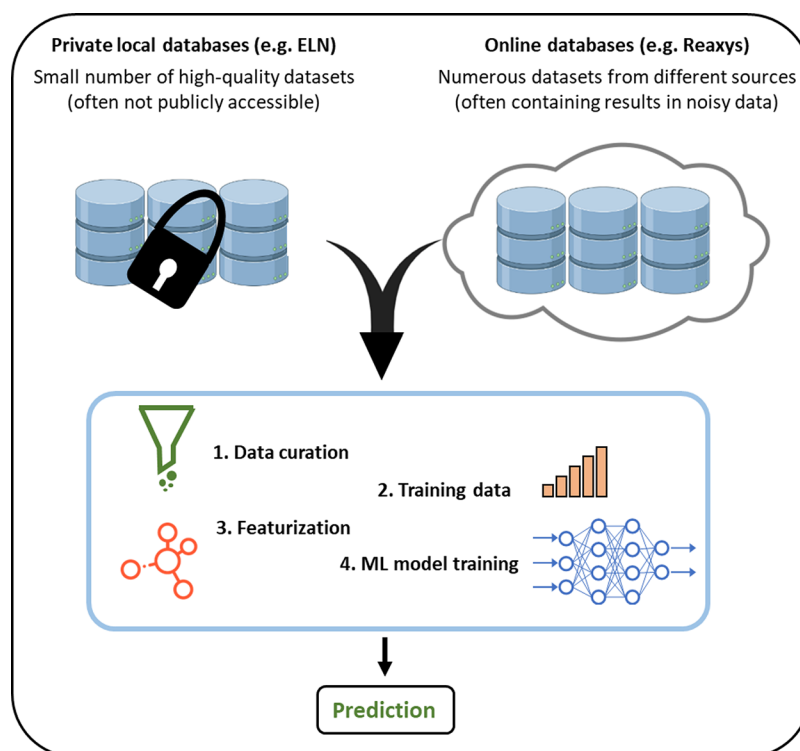 Private local databases (e.g. ELN)
Small number of high-quality datasets
(often not publicly accessible)
Online databases (e.g. Reaxys)
Numerous datasets from different sources
(often containing results in noisy data)
1. Data curation
2. Training data
3. Featurization
4. ML model training
Prediction